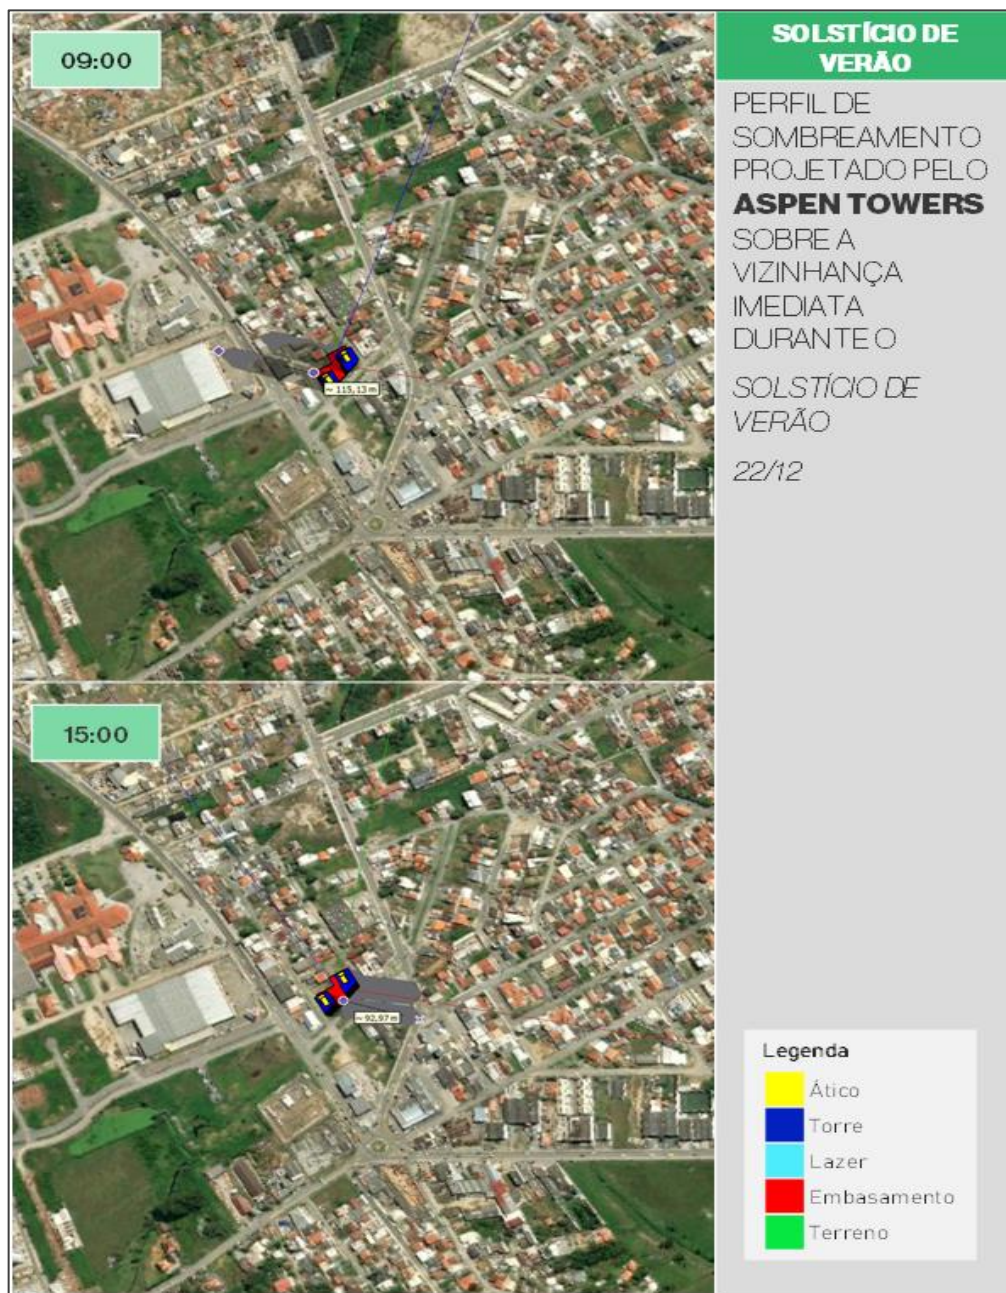 09:00
~ 115,13 m
15:00
~ 92,97 m
SOLSTÍCIO DE
VERÃO
PERFIL DE
SOMBREAMENTO
PROJETADO PELO
ASPEN TOWERS
SOBRE A
VIZINHANÇA
IMEDIATA
DURANTE O
SOLSTÍCIO DE
VERÃO
22/12
Legenda
Ático
Torre
Lazer
Embasamento
Terreno